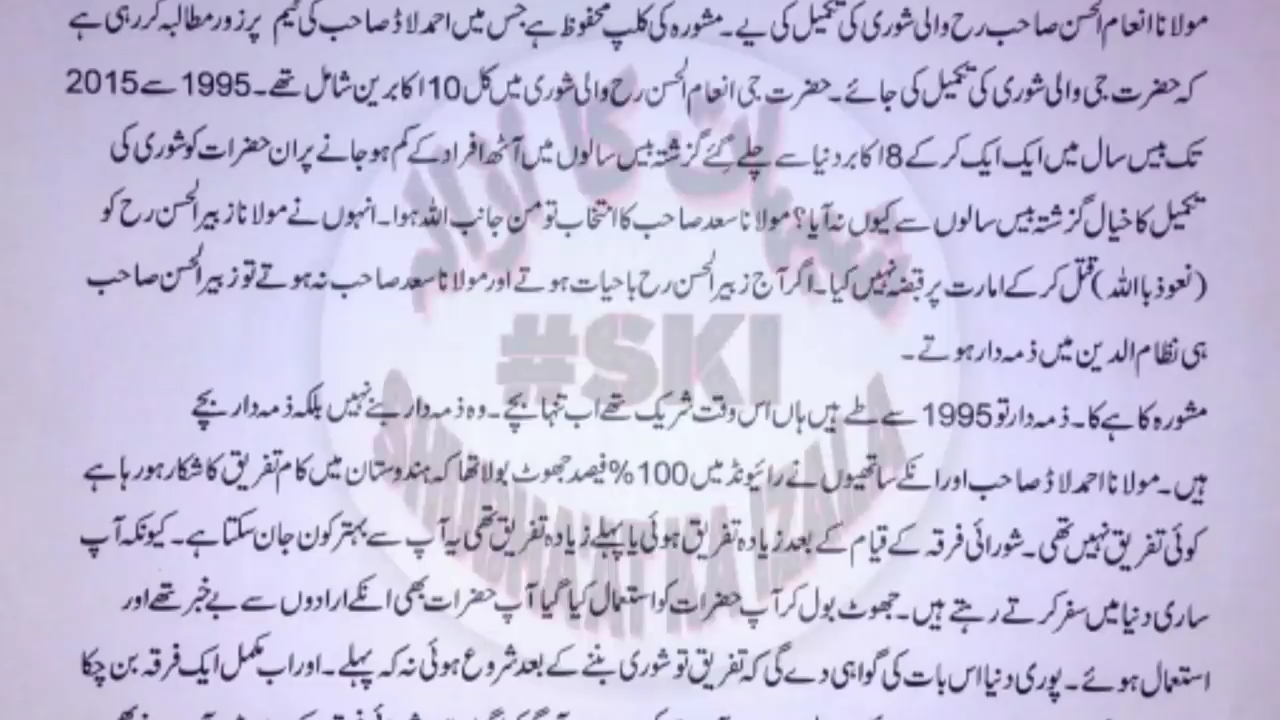 مولانا انعام الحسن صاحب رح والی شوری کی تکمیل کی یے۔ مشورہ کی کلپ محفوظ ہے جس میں احمد لاڈ صاحب کی ٹیم پر زور مطالبہ کر رہی ہے
کہ حضرت جی والی شوری کی تکمیل کی جائے۔ حضرت جی انعام الحسن رح والی شوری میں کل 10 اکابرین شامل تھے۔ 1995 سے 2015
تک بیس سال میں ایک ایک کر کے 8 اکابر دنیا سے چلے گئے گزشتہ بیس سالوں میں آٹھ افراد کے کم ہو جانے پر ان حضرات کو شوری کی
تکمیل کا خیال گزشتہ بیس سالوں سے کیوں نہ آیا؟ مولانا سعد صاحب کا انتخاب تو من جانب اللہ ہوا۔ انہوں نے مولانا زبیر الحسن رح کو
(نعوذ باللہ) قتل کر کے امارت پر قبضہ نہیں کیا۔ اگر آج زبیر الحسن رح باحیات ہوتے اور مولانا سعد صاحب نہ ہوتے تو زبیر الحسن صاحب
ہی نظام الدین میں ذمہ دار ہوتے۔
مشورہ کا ہے کا۔ ذمہ دار تو 1995 سے طے ہیں ہاں اس وقت شریک تھے اب تنہا بچے۔ وہ ذمہ دار بنے نہیں بلکہ ذمہ دار بچے
ہیں۔ مولانا احمد لاڈ صاحب اور انکے ساتھیوں نے رائیونڈ میں 100% فیصد جھوٹ بولا تھا کہ ہندوستان میں کام تفریق کا شکار ہو رہا ہے
کوئی تفریق نہیں تھی۔ شورائی فرقہ کے قیام کے بعد زیادہ تفریق ہوئی یا پہلے زیادہ تفریق تھی یہ آپ سے بہتر کون جان سکتا ہے۔ کیونکہ آپ
ساری دنیا میں سفر کرتے رہتے ہیں۔ جھوٹ بول کر آپ حضرات کو استعمال کیا گیا آپ حضرات بھی انکے ارادوں سے بے خبر تھے اور
استعمال ہوئے۔ پوری دنیا اس بات کی گواہی دے گی کہ تفریق تو شوری بننے کے بعد شروع ہوئی نہ کہ پہلے۔ اور اب مکمل ایک فرقہ بن چکا
شبہات کا ازالہ
#SKI
SHUBHAAT KA IZAALA